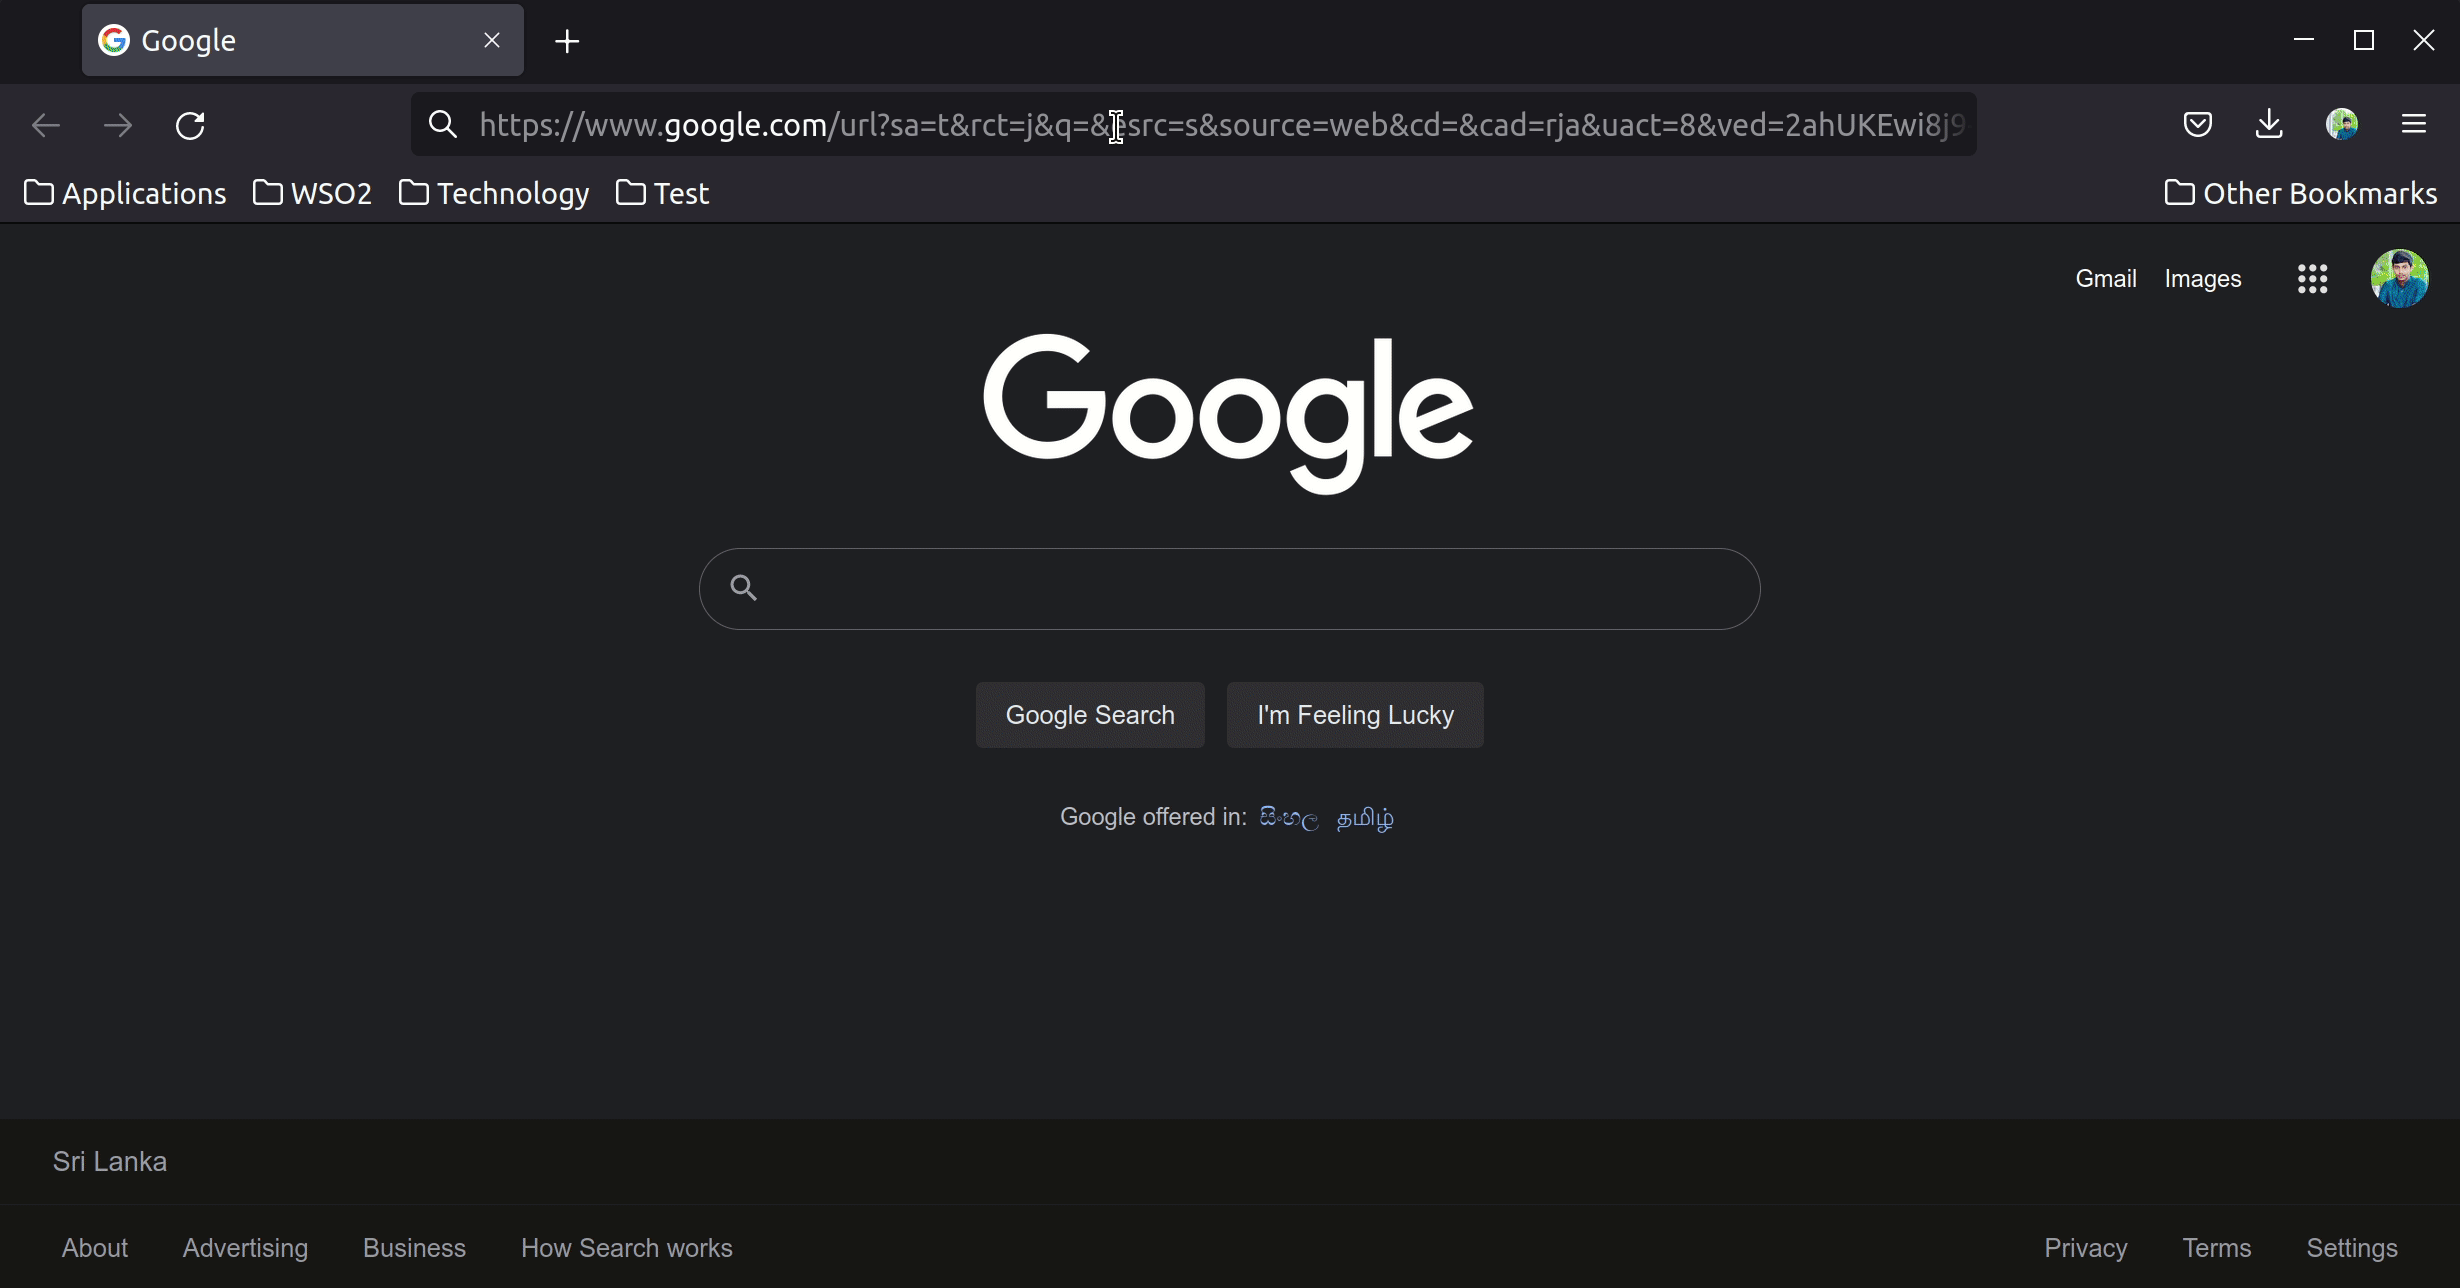 Google
https://www.google.com/url?sa=t&rct=j&q=&esrc=s&source=web&cd=&cad=rja&uact=8&ved=2ahUKEwi8j9
Applications WSO2 Technology Test Other Bookmarks
Gmail Images
Google
Google Search I'm Feeling Lucky
Google offered in: සිංහල தமிழ்
Sri Lanka
About Advertising Business How Search works Privacy Terms Settings